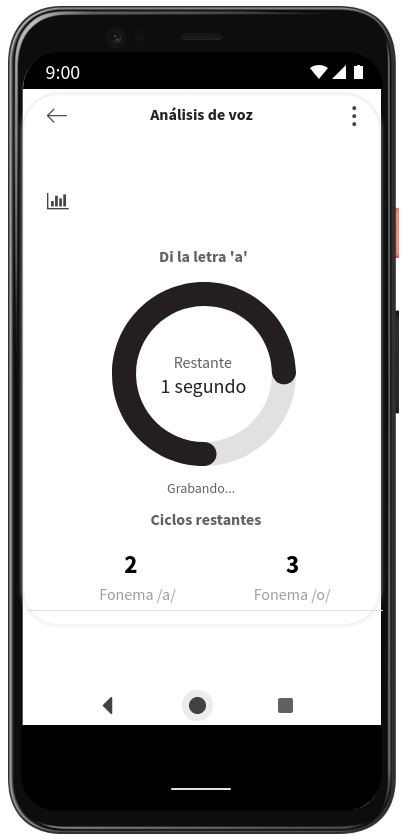 9:00
Análisis de voz
Di la letra 'a'
Restante
1 segundo
Grabando...
Ciclos restantes
2 3
Fonema /a/ Fonema /o/